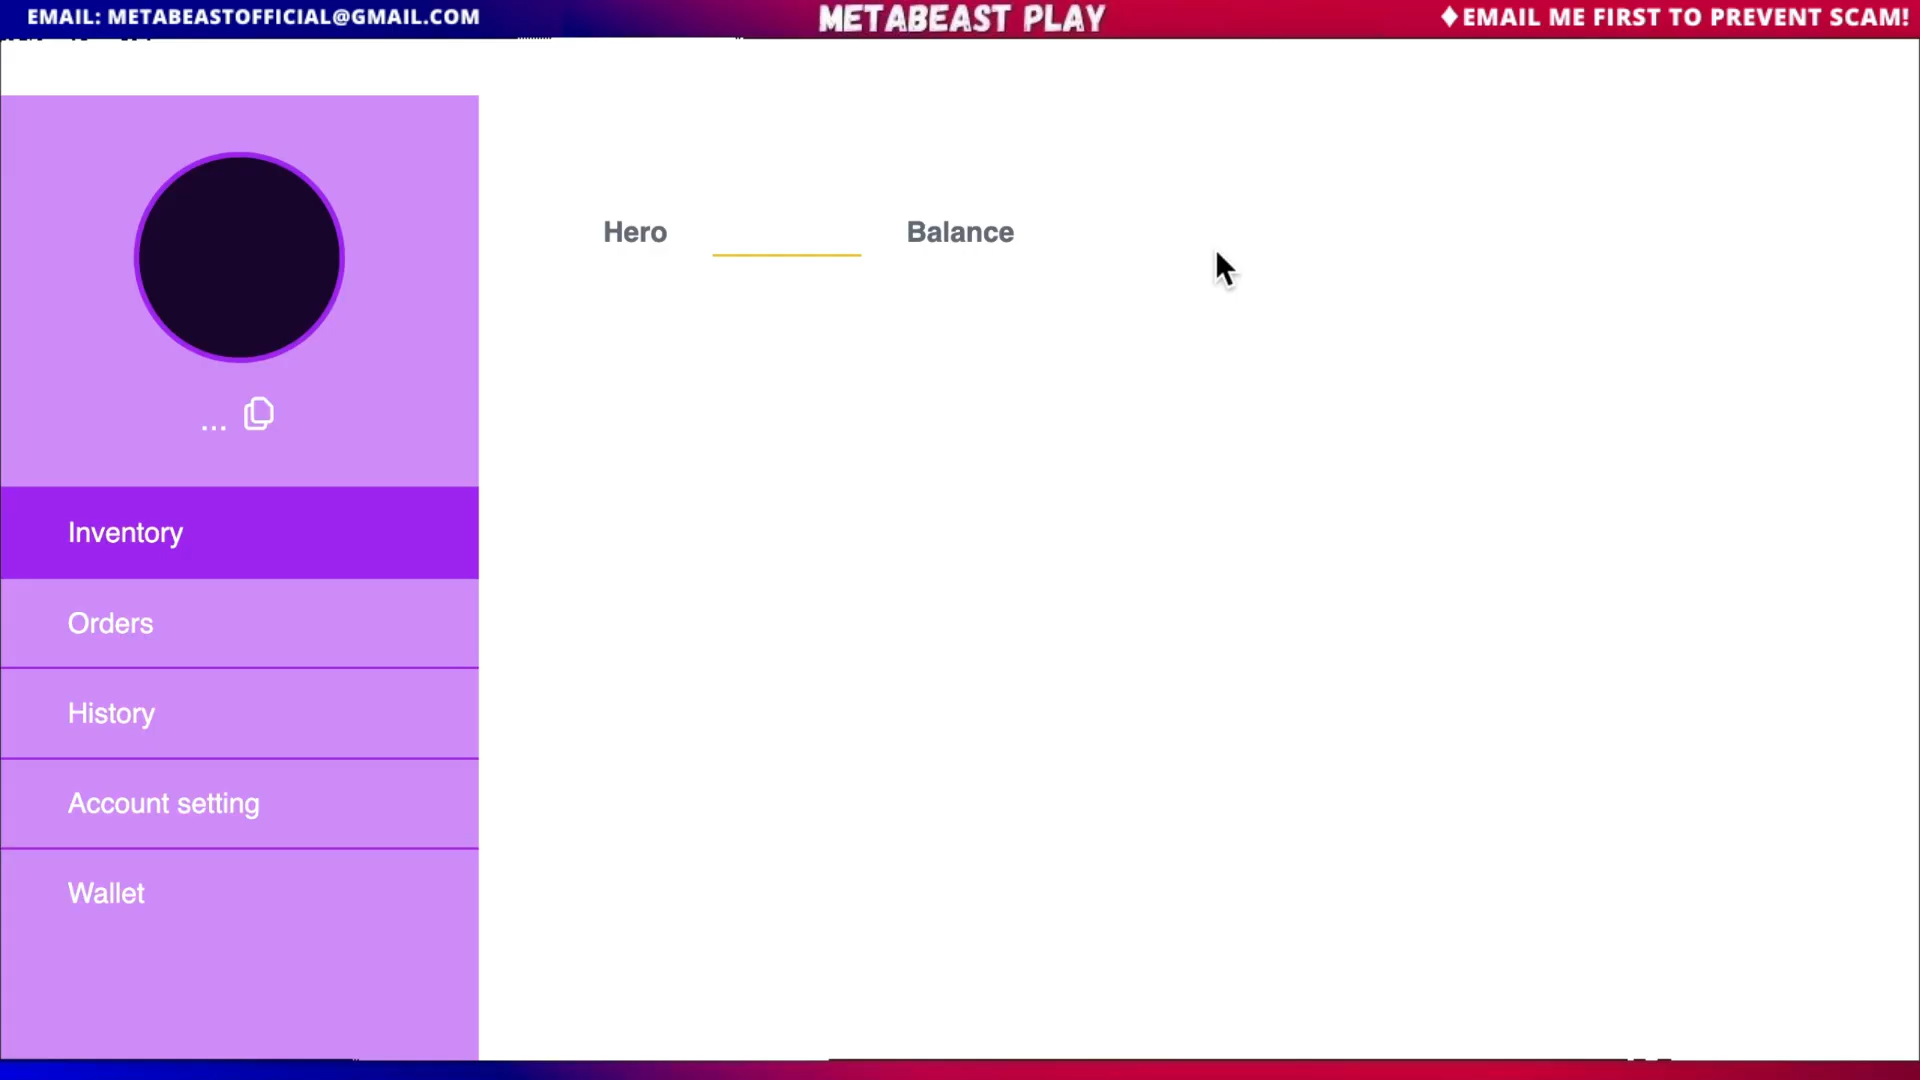 EMAIL: METABEASTOFFICIAL@GMAIL.COM
METABEAST PLAY
♦EMAIL ME FIRST TO PREVENT SCAM!
Hero
Balance
...
Inventory
Orders
History
Account setting
Wallet